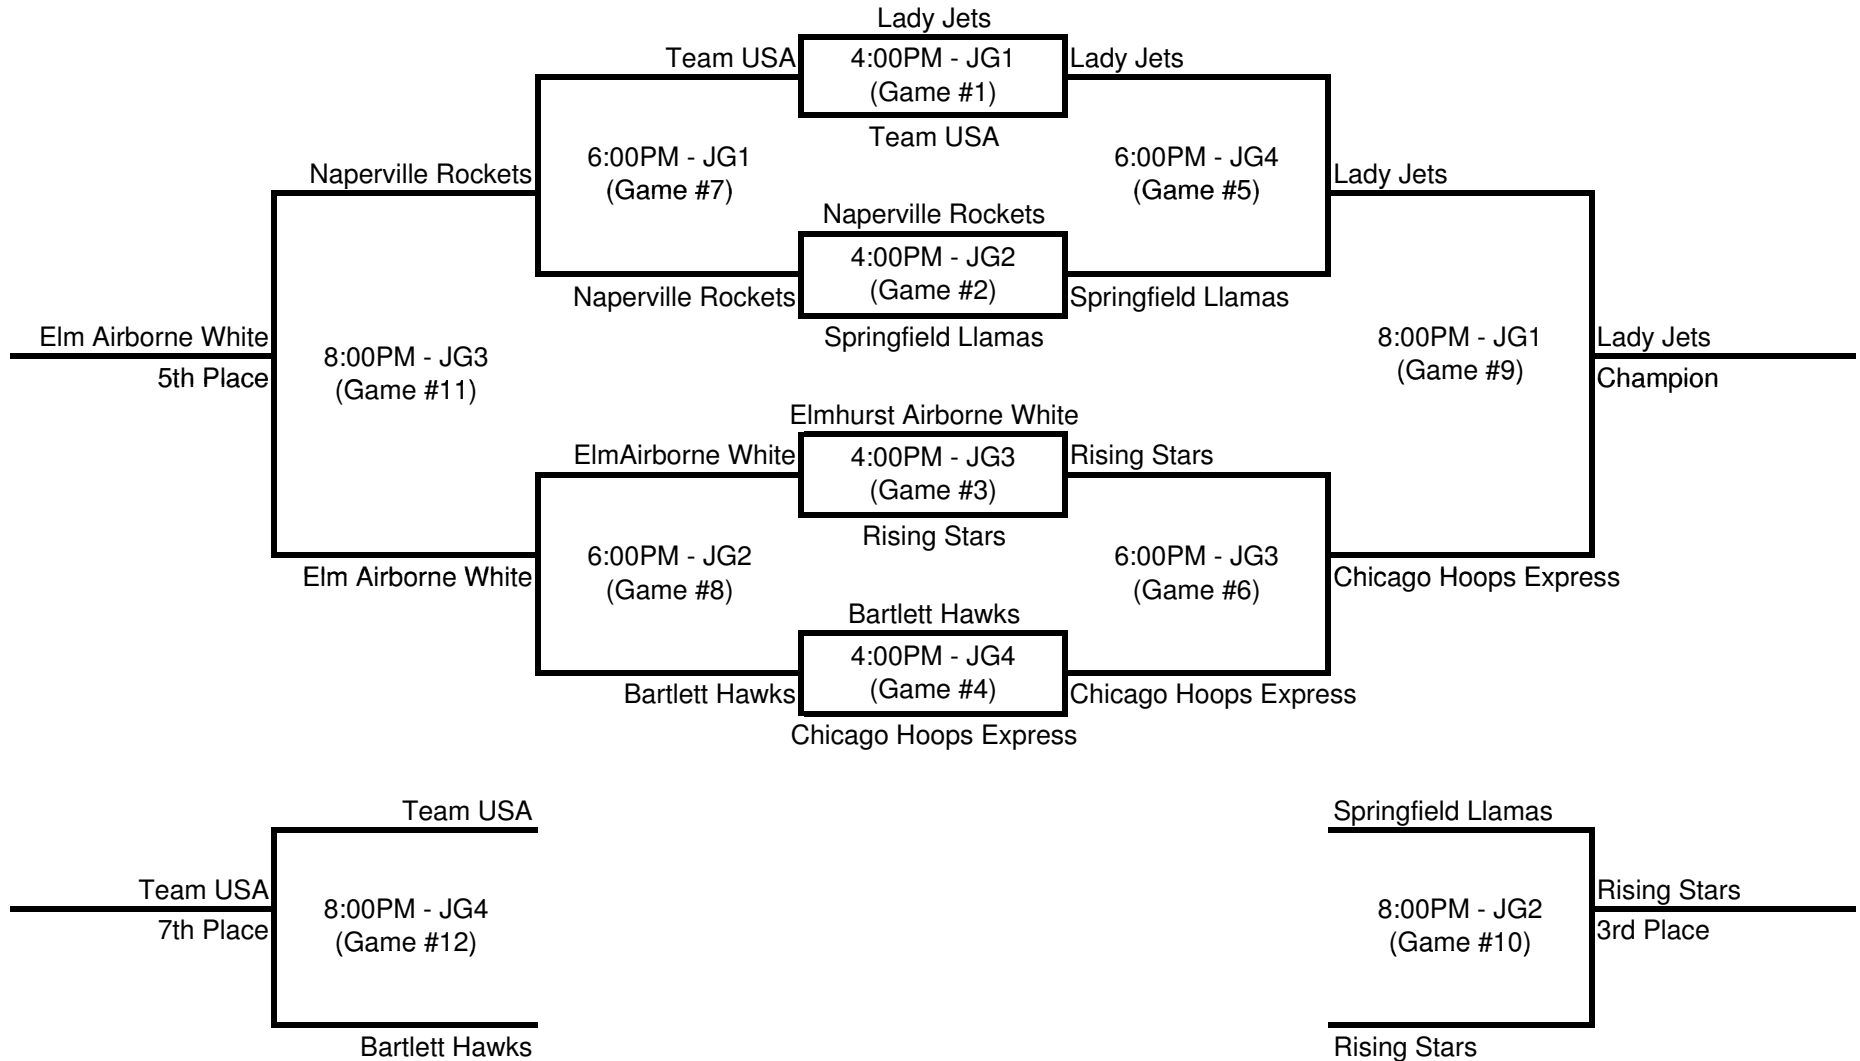 Lady Jets
Team USA
4:00PM - JG1
(Game #1)
Lady Jets
Team USA
6:00PM - JG1
(Game #7)
6:00PM - JG4
(Game #5)
Naperville Rockets
Lady Jets
Naperville Rockets
4:00PM - JG2
(Game #2)
Naperville Rockets
Springfield Llamas
Springfield Llamas
Elm Airborne White
5th Place
8:00PM - JG3
(Game #11)
8:00PM - JG1
(Game #9)
Lady Jets
Champion
Elmhurst Airborne White
ElmAirborne White
4:00PM - JG3
(Game #3)
Rising Stars
Rising Stars
6:00PM - JG2
(Game #8)
6:00PM - JG3
(Game #6)
Elm Airborne White
Chicago Hoops Express
Bartlett Hawks
4:00PM - JG4
(Game #4)
Bartlett Hawks
Chicago Hoops Express
Chicago Hoops Express
Team USA
Springfield Llamas
Team USA
7th Place
8:00PM - JG4
(Game #12)
8:00PM - JG2
(Game #10)
Rising Stars
3rd Place
Bartlett Hawks
Rising Stars